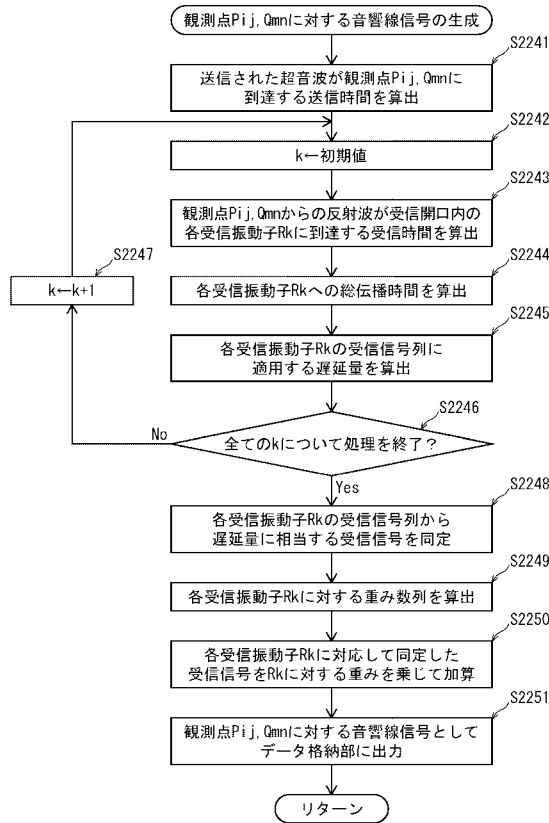 観測点Pij,Qmnに対する音響線信号の生成
S2241
送信された超音波が観測点Pij,Qmnに
到達する送信時間を算出
S2242
k←初期値
S2243
観測点Pij,Qmnからの反射波が受信開口内の
各受信振動子Rkに到達する受信時間を算出
S2247
k←k+1
S2244
各受信振動子Rkへの総伝播時間を算出
S2245
各受信振動子Rkの受信信号列に
適用する遅延量を算出
S2246
No
全てのkについて処理を終了?
Yes
S2248
各受信振動子Rkの受信信号列から
遅延量に相当する受信信号を同定
S2249
各受信振動子Rkに対する重み数列を算出
S2250
各受信振動子Rkに対応して同定した
受信信号をRkに対する重みを乗じて加算
S2251
観測点Pij,Qmnに対する音響線信号として
データ格納部に出力
リターン